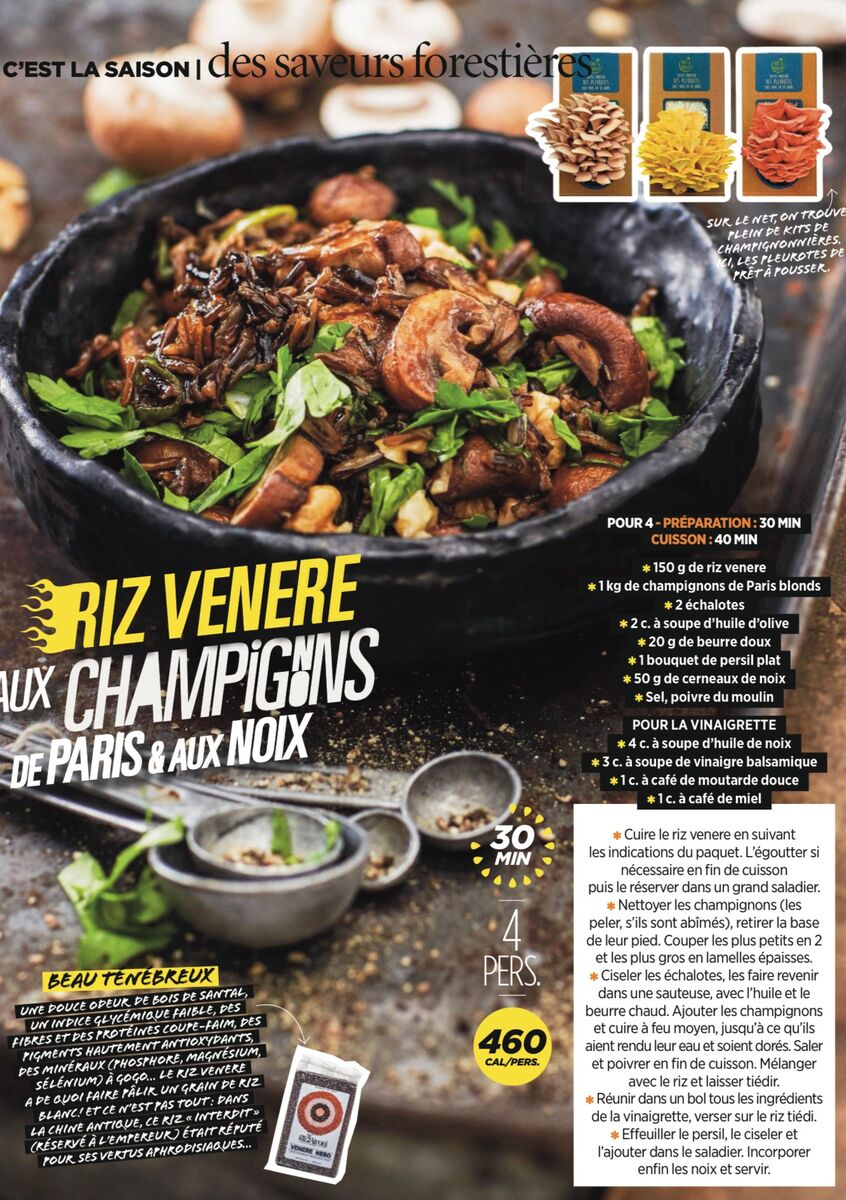 C'EST LA SAISON | des saveurs forestières
SUR LE NET, ON TROUVE
PLEIN DE KITS DE
CHAMPIGNONNIÈRES.
ICI, LES PLEUROTES DE
PRÊT À POUSSER.
RIZ VENERE
AUX CHAMPIGNONS
DE PARIS & AUX NOIX
POUR 4 - PRÉPARATION : 30 MIN
CUISSON : 40 MIN
* 150 g de riz venere
* 1 kg de champignons de Paris blonds
* 2 échalotes
* 2 c. à soupe d'huile d'olive
* 20 g de beurre doux
* 1 bouquet de persil plat
* 50 g de cerneaux de noix
* Sel, poivre du moulin
POUR LA VINAIGRETTE
* 4 c. à soupe d'huile de noix
* 3 c. à soupe de vinaigre balsamique
* 1 c. à café de moutarde douce
* 1 c. à café de miel
* Cuire le riz venere en suivant
les indications du paquet. L'égoutter si
nécessaire en fin de cuisson
puis le réserver dans un grand saladier.
* Nettoyer les champignons (les
peler, s'ils sont abîmés), retirer la base
de leur pied. Couper les plus petits en 2
et les plus gros en lamelles épaisses.
* Ciseler les échalotes, les faire revenir
dans une sauteuse, avec l'huile et le
beurre chaud. Ajouter les champignons
et cuire à feu moyen, jusqu'à ce qu'ils
aient rendu leur eau et soient dorés. Saler
et poivrer en fin de cuisson. Mélanger
avec le riz et laisser tiédir.
* Réunir dans un bol tous les ingrédients
de la vinaigrette, verser sur le riz tiédi.
* Effeuiller le persil, le ciseler et
l'ajouter dans le saladier. Incorporer
enfin les noix et servir.
30
MIN
4
PERS.
460
CAL/PERS.
BEAU TÉNÉBREUX
UNE DOUCE ODEUR DE BOIS DE SANTAL,
UN INDICE GLYCÉMIQUE FAIBLE, DES
FIBRES ET DES PROTÉINES COUPE-FAIM, DES
PIGMENTS HAUTEMENT ANTIOXYDANTS,
DES MINÉRAUX (PHOSPHORE, MAGNÉSIUM,
SÉLÉNIUM) À GOGO... LE RIZ VENERE
A DE QUOI FAIRE PÂLIR UN GRAIN DE RIZ
BLANC ! ET CE N'EST PAS TOUT : DANS
LA CHINE ANTIQUE, CE RIZ « INTERDIT »
(RÉSERVÉ À L'EMPEREUR) ÉTAIT RÉPUTÉ
POUR SES VERTUS APHRODISIAQUES...
VENERE NERO